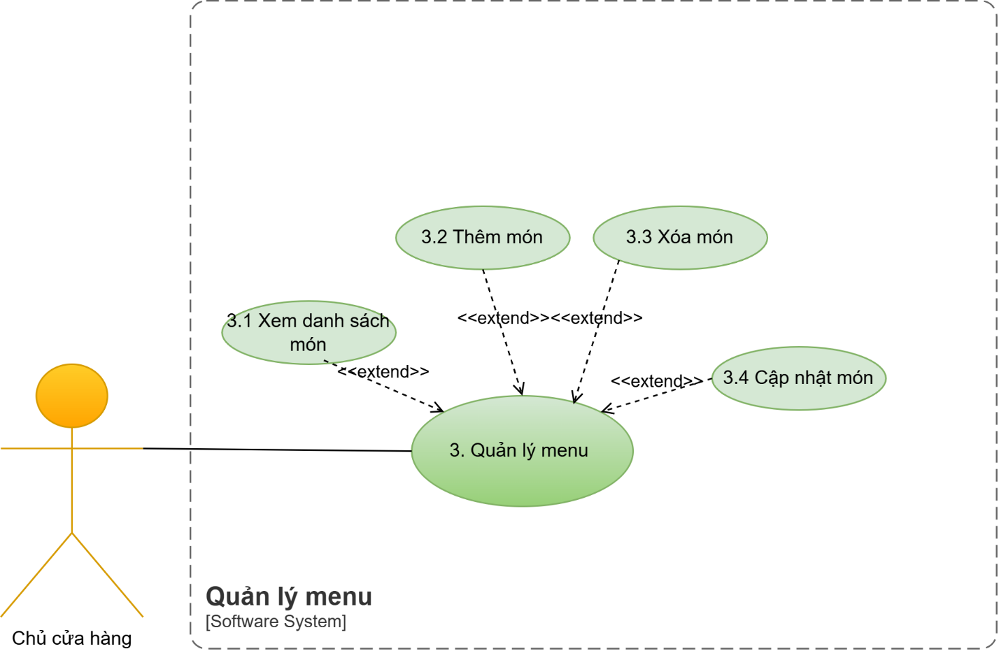 3.2 Thêm món
3.3 Xóa món
3.1 Xem danh sách
món
<<extend>>
<<extend>>
<<extend>>
<<extend>>
3.4 Cập nhật món
3. Quản lý menu
Quản lý menu
[Software System]
Chủ cửa hàng